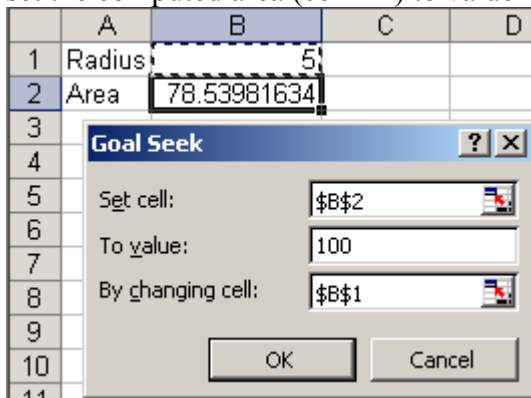 A B C D
1 Radius 5
2 Area 78.53981634
3
Goal Seek ? ×
4
5 Set cell: $B$2
6 To value: 100
7
8 By changing cell: $B$1
9
10 OK Cancel
11